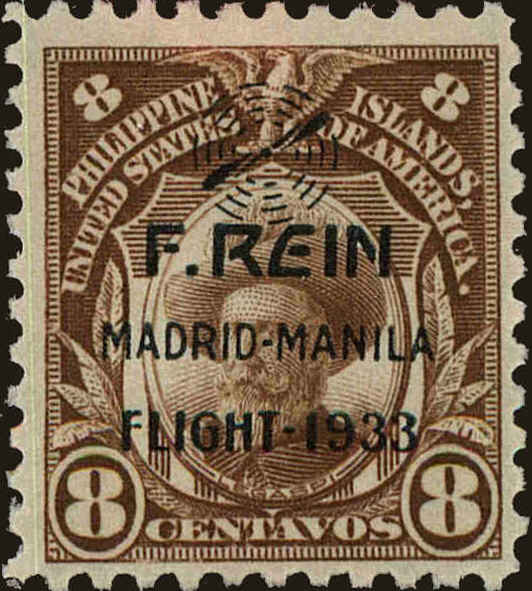 8 8
PHILIPPINE ISLANDS,
UNITED STATES OF AMERICA.
F. REIN
MADRID-MANILA
FLIGHT-1933
LEGASPI
8 CENTAVOS 8